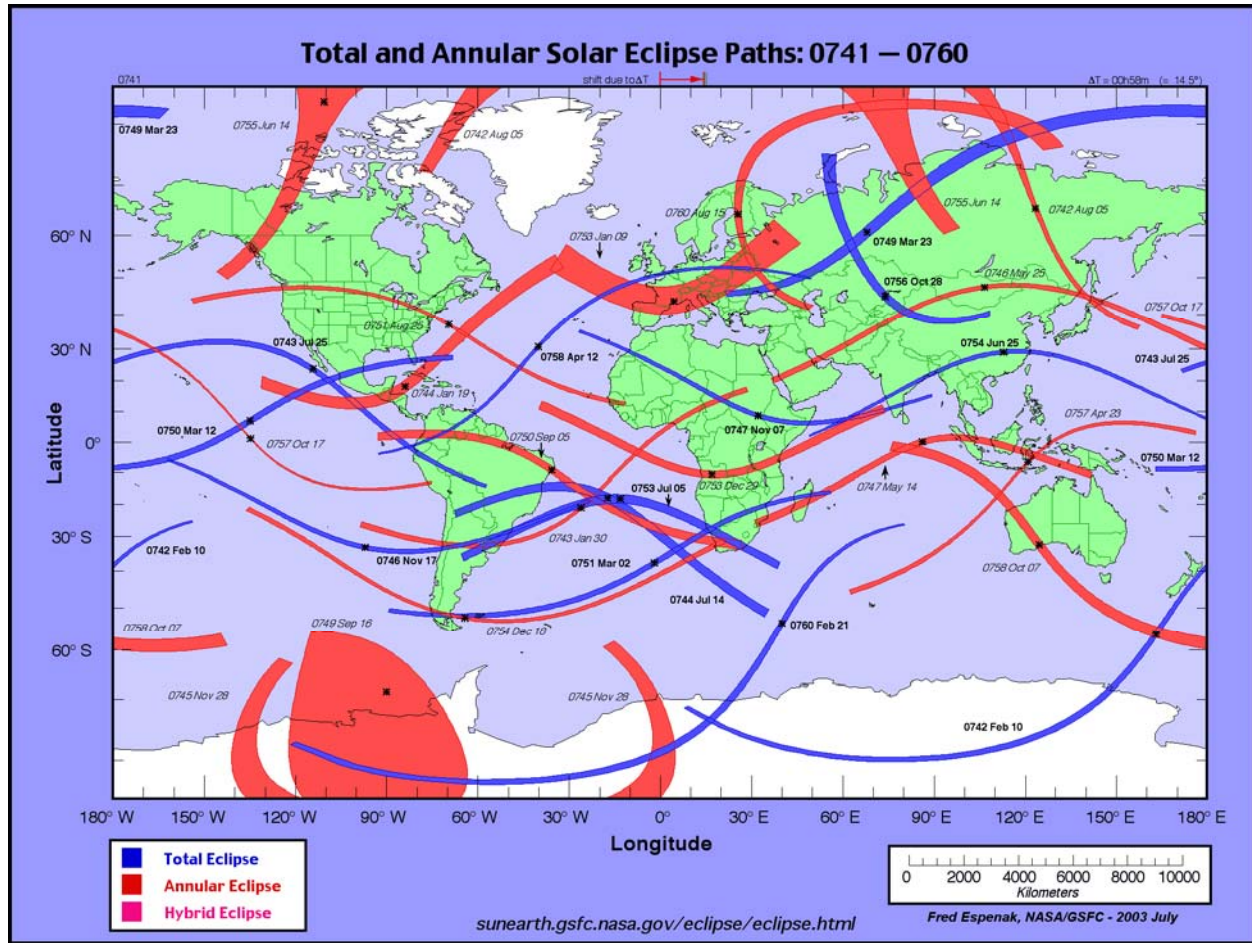 Total and Annular Solar Eclipse Paths: 0741 — 0760
0741
shift due to ΔT
ΔT = 00h58m (= 14.5°)
0749 Mar 23
0755 Jun 14
0742 Aug 05
0760 Aug 15
0755 Jun 14
0742 Aug 05
0753 Jan 09
0749 Mar 23
0746 May 25
0756 Oct 28
0757 Oct 17
0751 Aug 25
0743 Jul 25
0758 Apr 12
0754 Jun 25
0743 Jul 25
0744 Jan 19
0750 Mar 12
0757 Oct 17
0750 Sep 05
0747 Nov 07
0757 Apr 23
0750 Mar 12
0753 Dec 29
0753 Jul 05
0747 May 14
0742 Feb 10
0746 Nov 17
0743 Jan 30
0751 Mar 02
0758 Oct 07
0744 Jul 14
0760 Feb 21
0758 Oct 07
0749 Sep 16
0754 Dec 18
0745 Nov 28
0745 Nov 28
0742 Feb 10
60° N
30° N
0°
30° S
60° S
Latitude
180° W
150° W
120° W
90° W
60° W
30° W
0°
30° E
60° E
90° E
120° E
150° E
180° E
Longitude
Total Eclipse
Annular Eclipse
Hybrid Eclipse
0 2000 4000 6000 8000 10000
Kilometers
sunearth.gsfc.nasa.gov/eclipse/eclipse.html
Fred Espenak, NASA/GSFC - 2003 July